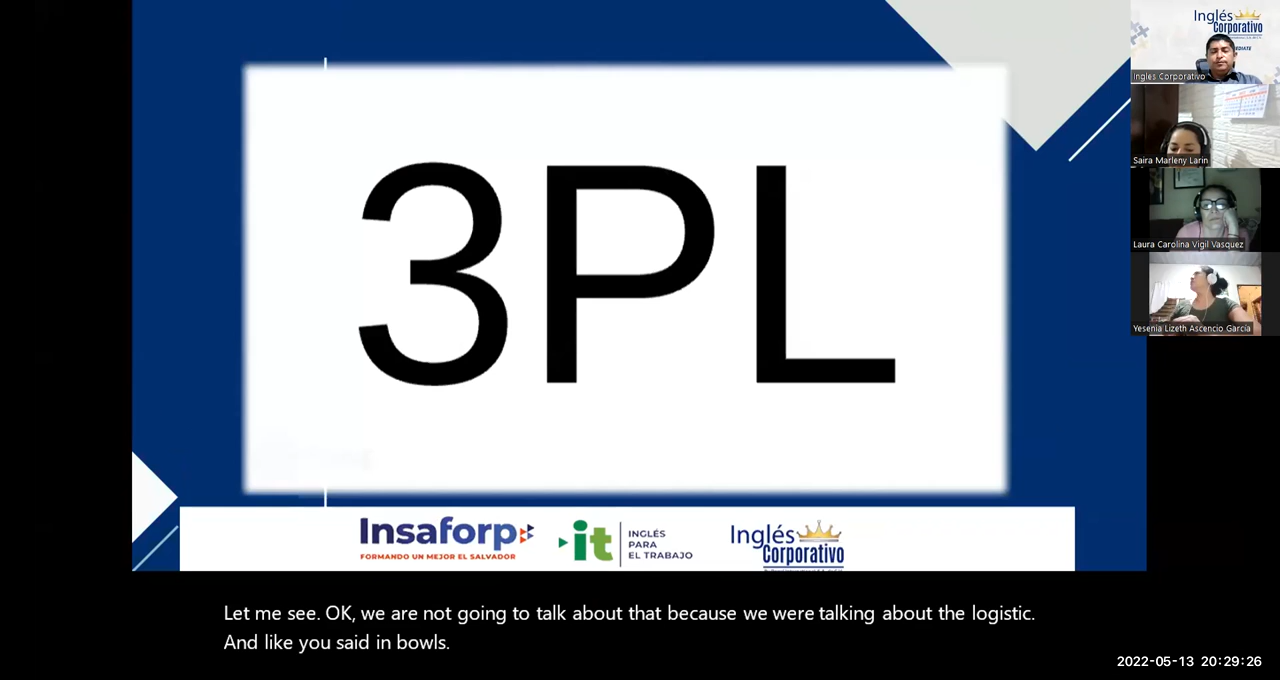 3PL
Insaforp
FORMANDO UN MEJOR EL SALVADOR
it
INGLÉS
PARA
EL TRABAJO
Inglés
Corporativo
Inglés
Corporativo
Ingles Corporativo
Saira Marleny Larin
Laura Carolina Vigil Vasquez
Yesenia Lizeth Ascencio García
Let me see. OK, we are not going to talk about that because we were talking about the logistic.
And like you said in bowls.
2022-05-13 20:29:26